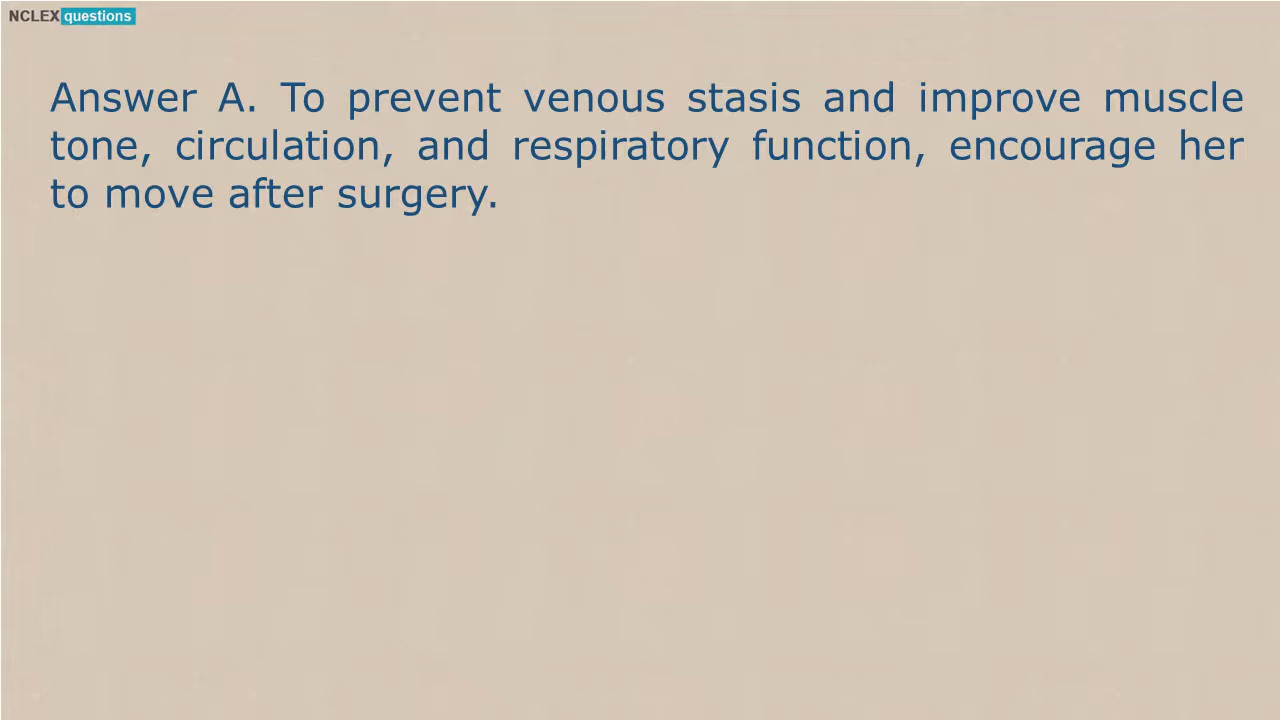 NCLEX questions
Answer A. To prevent venous stasis and improve muscle
tone, circulation, and respiratory function, encourage her
to move after surgery.